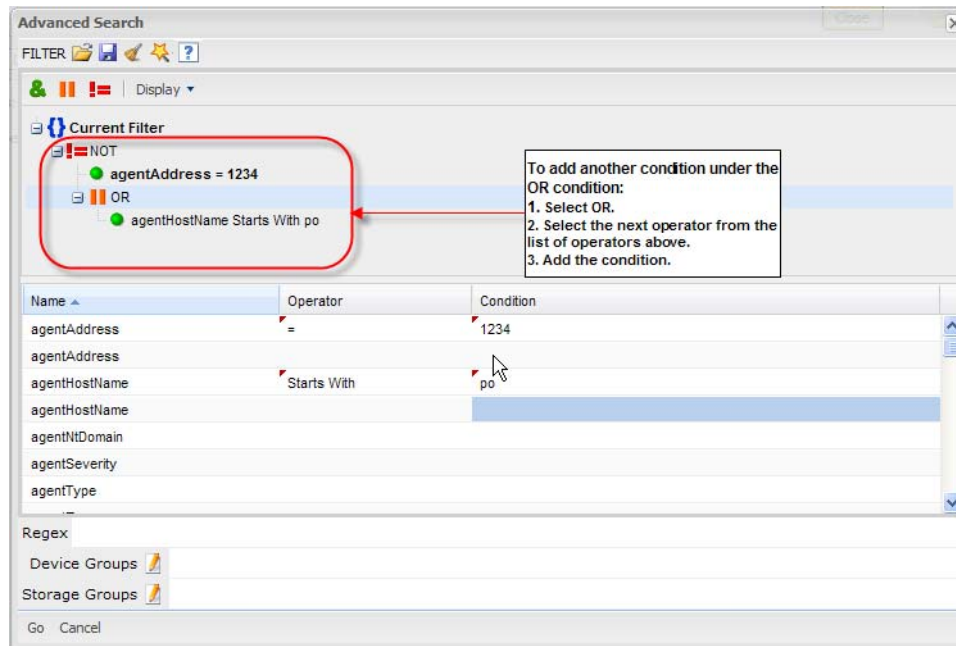 Advanced Search
Close
FILTER
Display
Current Filter
NOT
agentAddress = 1234
OR
agentHostName Starts With po
To add another condition under the
OR condition:
1. Select OR.
2. Select the next operator from the
list of operators above.
3. Add the condition.
Name Operator Condition
agentAddress = 1234
agentAddress
agentHostName Starts With po
agentHostName
agentNtDomain
agentSeverity
agentType
Regex
Device Groups
Storage Groups
Go Cancel